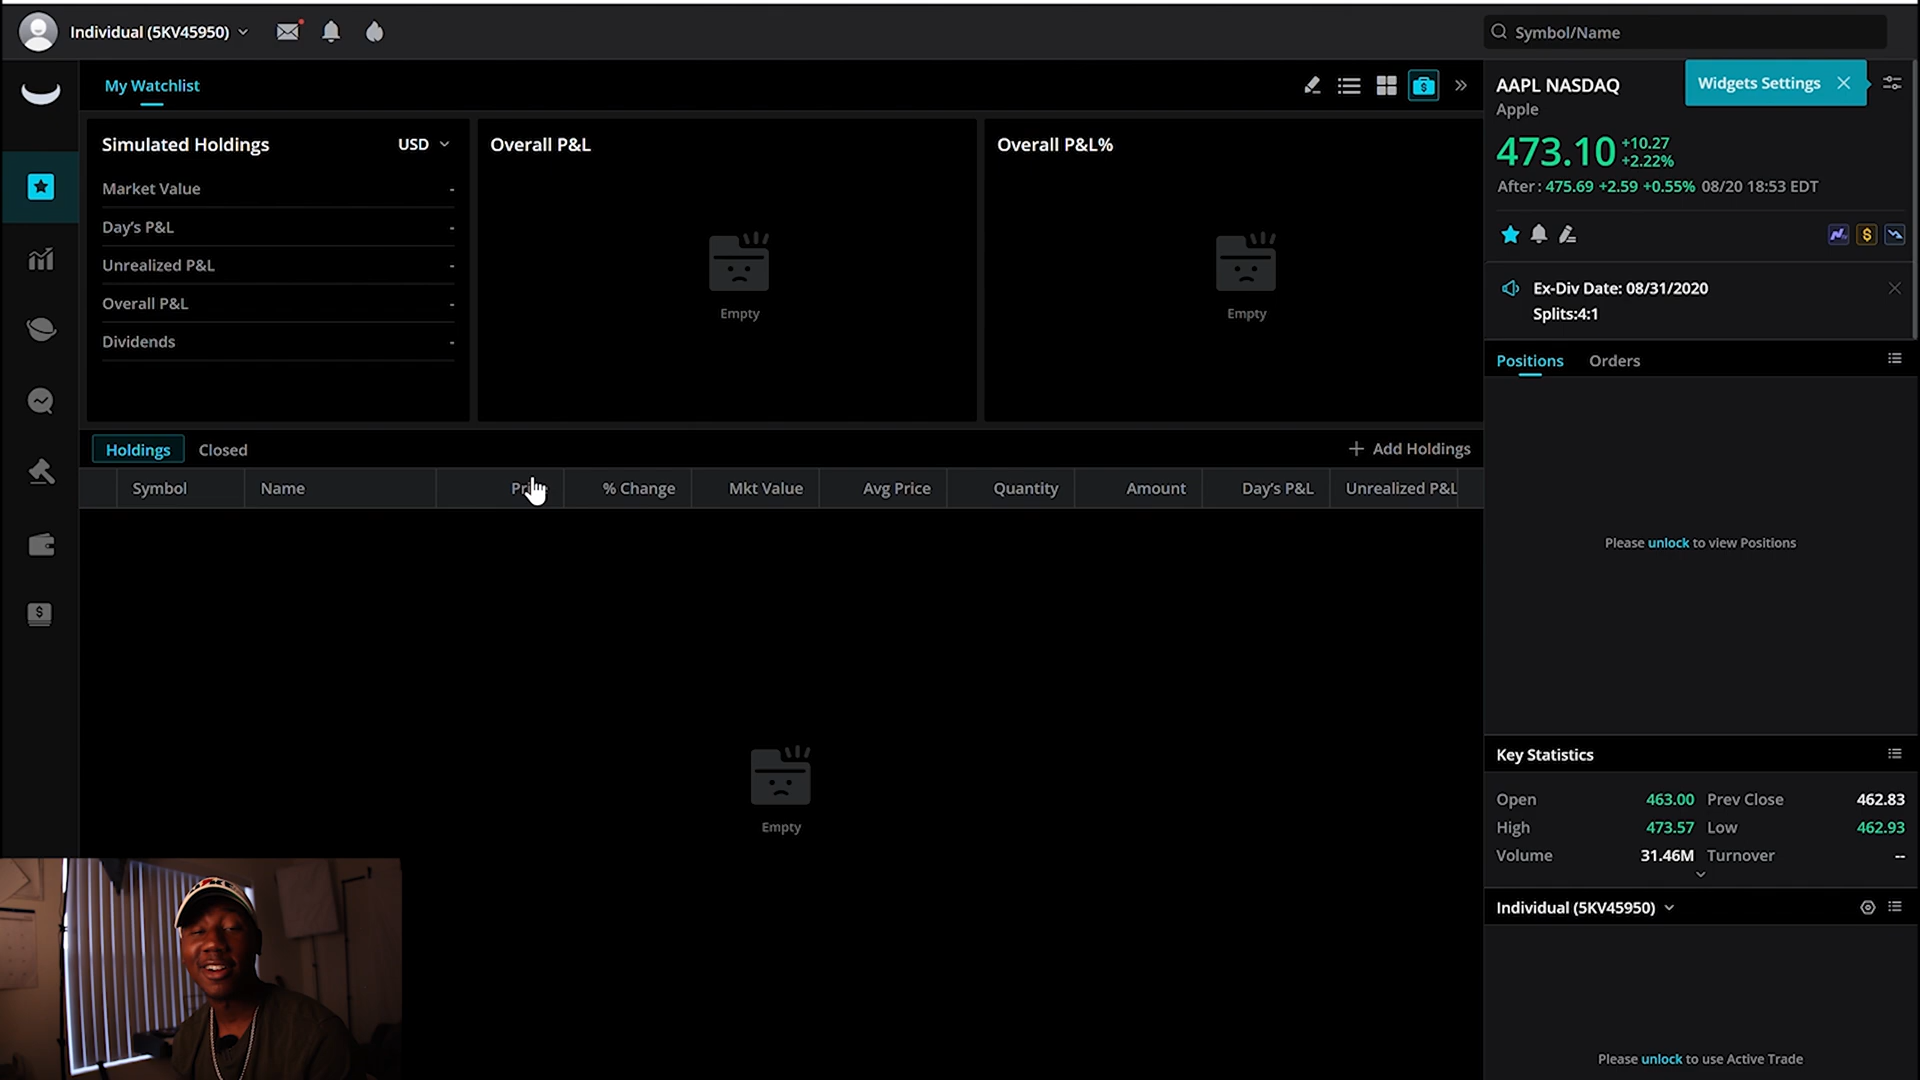 Individual (5KV45950)
Symbol/Name
My Watchlist
Simulated Holdings USD
Market Value -
Day's P&L -
Unrealized P&L -
Overall P&L -
Dividends -
Overall P&L
Empty
Overall P&L%
Empty
Holdings Closed
Add Holdings
Symbol Name % Change Mkt Value Avg Price Quantity Amount Day's P&L Unrealized P&L
Empty
AAPL NASDAQ
Widgets Settings
Apple
473.10
+10.27
+2.22%
After : 475.69 +2.59 +0.55% 08/20 18:53 EDT
Ex-Div Date: 08/31/2020
Splits:4:1
Positions Orders
Please unlock to view Positions
Key Statistics
Open 463.00 Prev Close 462.83
High 473.57 Low 462.93
Volume 31.46M Turnover --
Individual (5KV45950)
Please unlock to use Active Trade